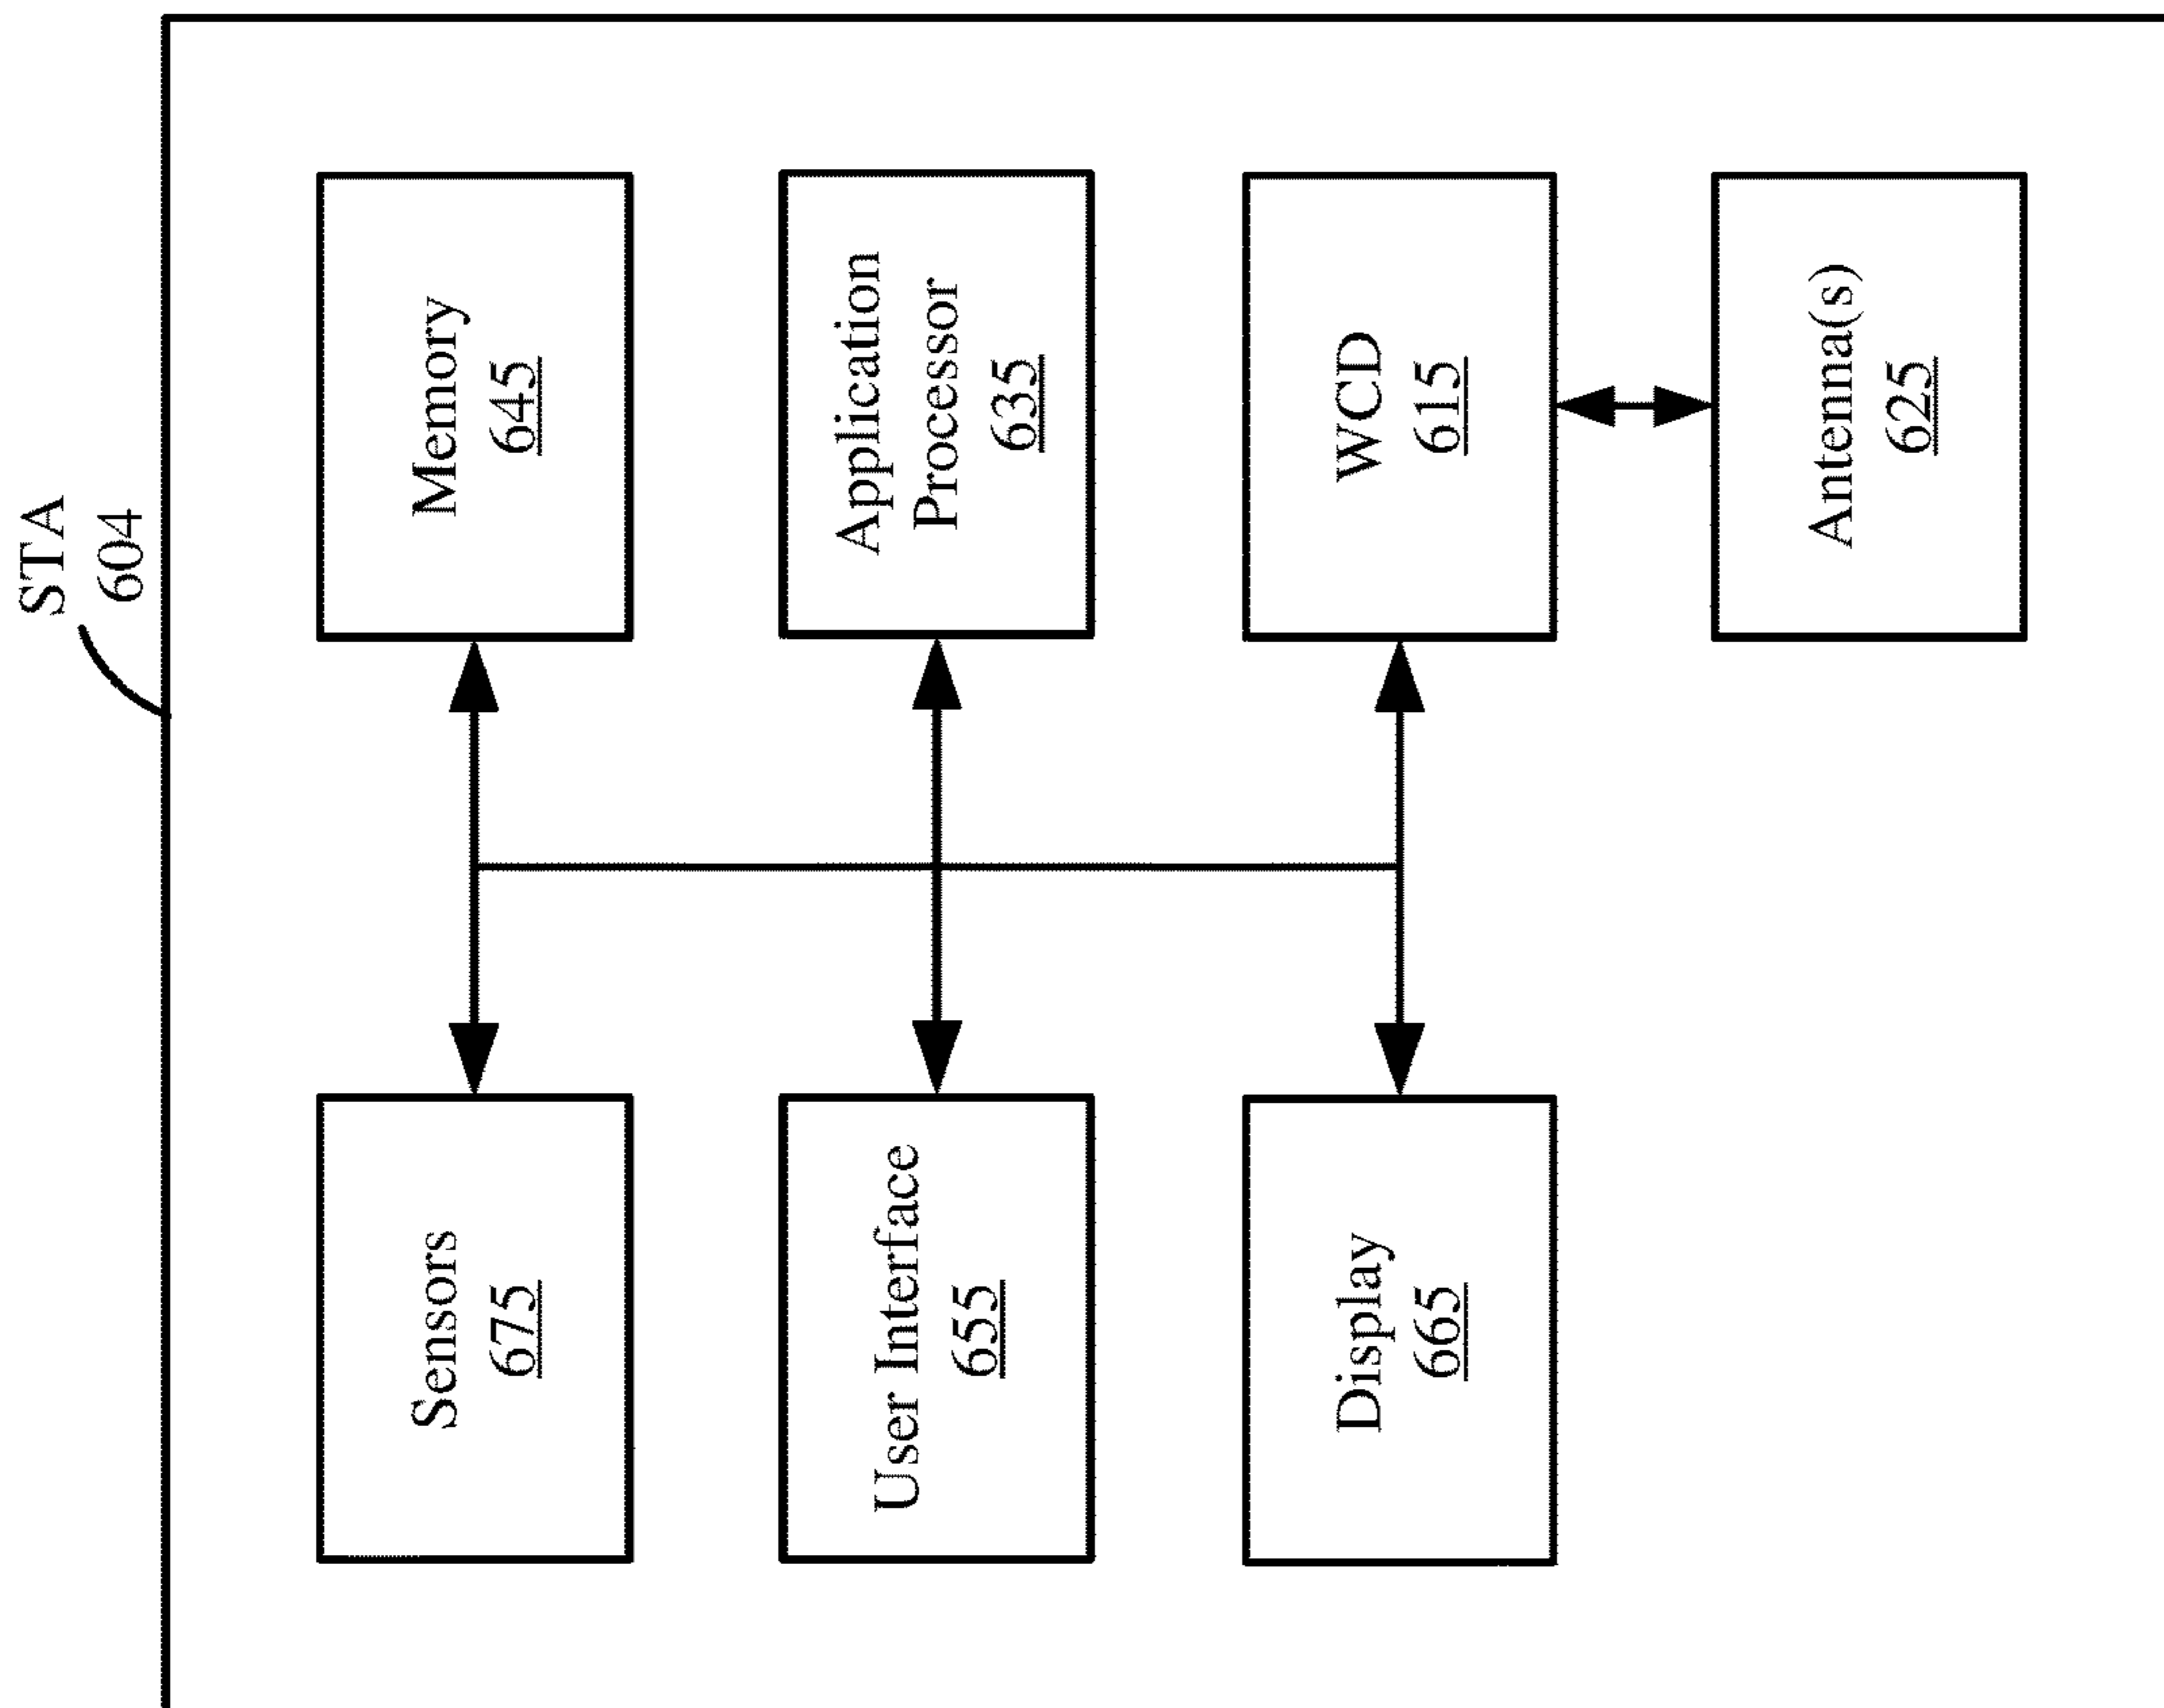 STA
604
Sensors
675
Memory
645
User Interface
655
Application
Processor
635
Display
665
WCD
615
Antenna(s)
625